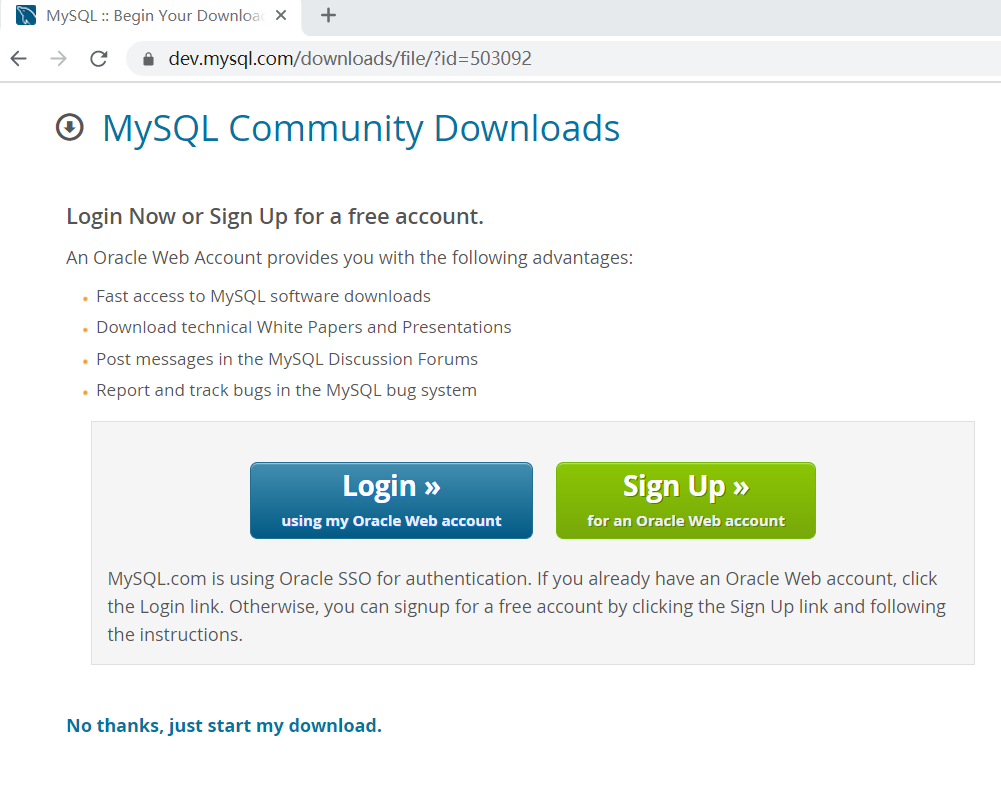 MySQL :: Begin Your Downloa
dev.mysql.com/downloads/file/?id=503092
MySQL Community Downloads
Login Now or Sign Up for a free account.
An Oracle Web Account provides you with the following advantages:
Fast access to MySQL software downloads
Download technical White Papers and Presentations
Post messages in the MySQL Discussion Forums
Report and track bugs in the MySQL bug system
Login »
using my Oracle Web account
Sign Up »
for an Oracle Web account
MySQL.com is using Oracle SSO for authentication. If you already have an Oracle Web account, click
the Login link. Otherwise, you can signup for a free account by clicking the Sign Up link and following
the instructions.
No thanks, just start my download.